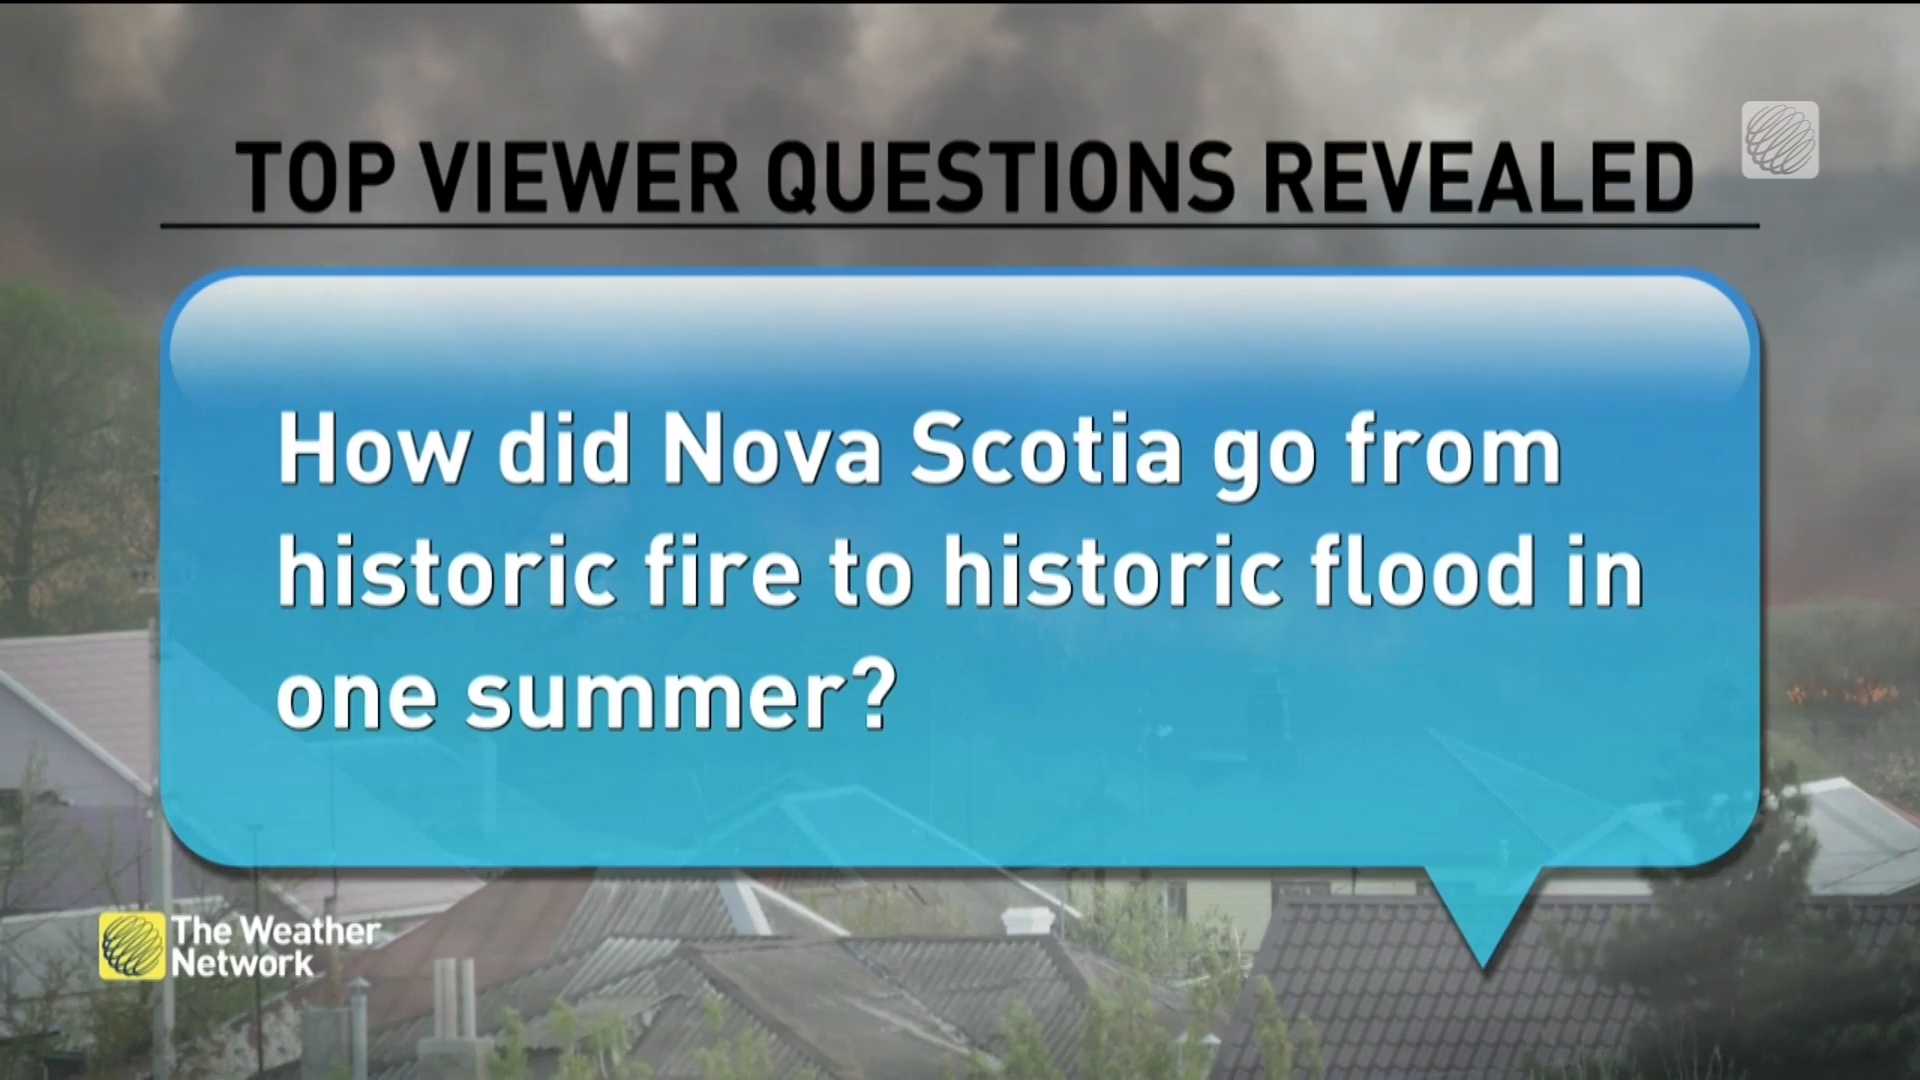 TOP VIEWER QUESTIONS REVEALED
How did Nova Scotia go from
historic fire to historic flood in
one summer?
The Weather
Network